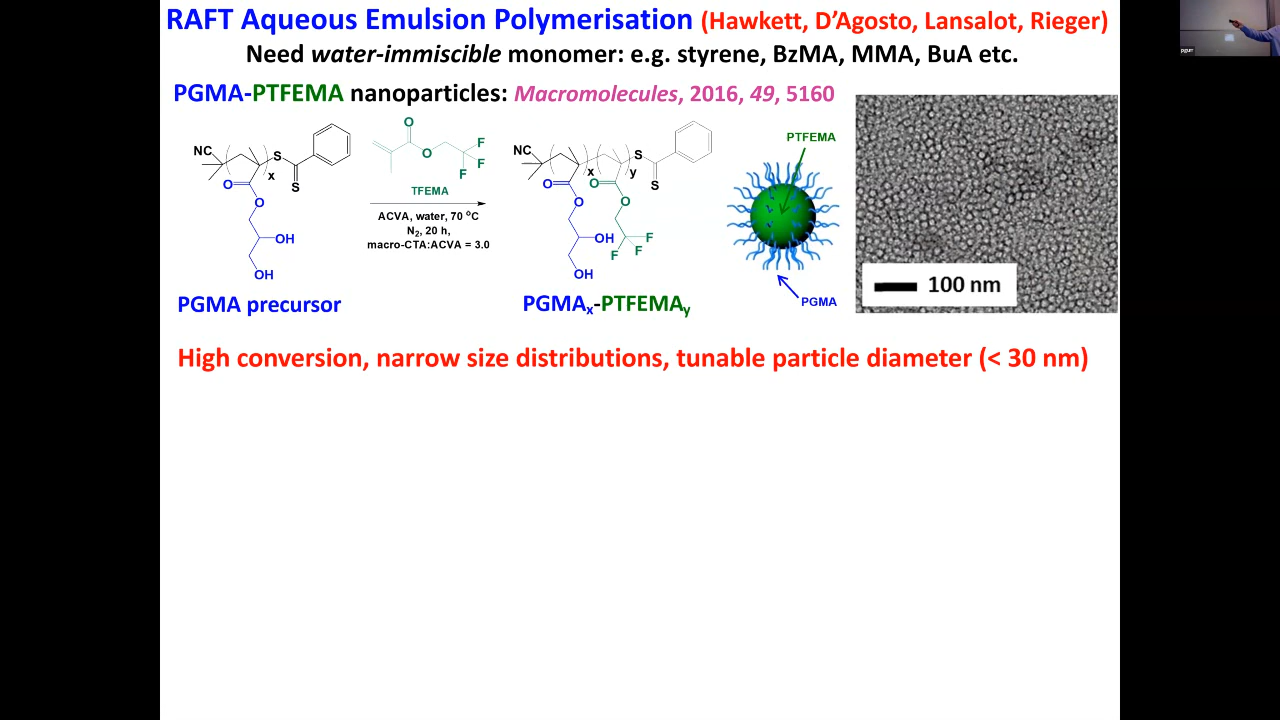 RAFT Aqueous Emulsion Polymerisation (Hawkett, D'Agosto, Lansalot, Rieger)
Need water-immiscible monomer: e.g. styrene, BzMA, MMA, BuA etc.
PGMA-PTFEMA nanoparticles: Macromolecules, 2016, 49, 5160
NC
x
S
S
O
O
OH
OH
O
O
F
F
F
TFEMA
ACVA, water, 70 °C
N₂, 20 h,
macro-CTA:ACVA = 3.0
NC
x
y
S
S
O
O
O
O
OH
OH
F
F
F
PTFEMA
PGMA
100 nm
PGMA precursor
PGMAₓ-PTFEMAy
High conversion, narrow size distributions, tunable particle diameter (< 30 nm)